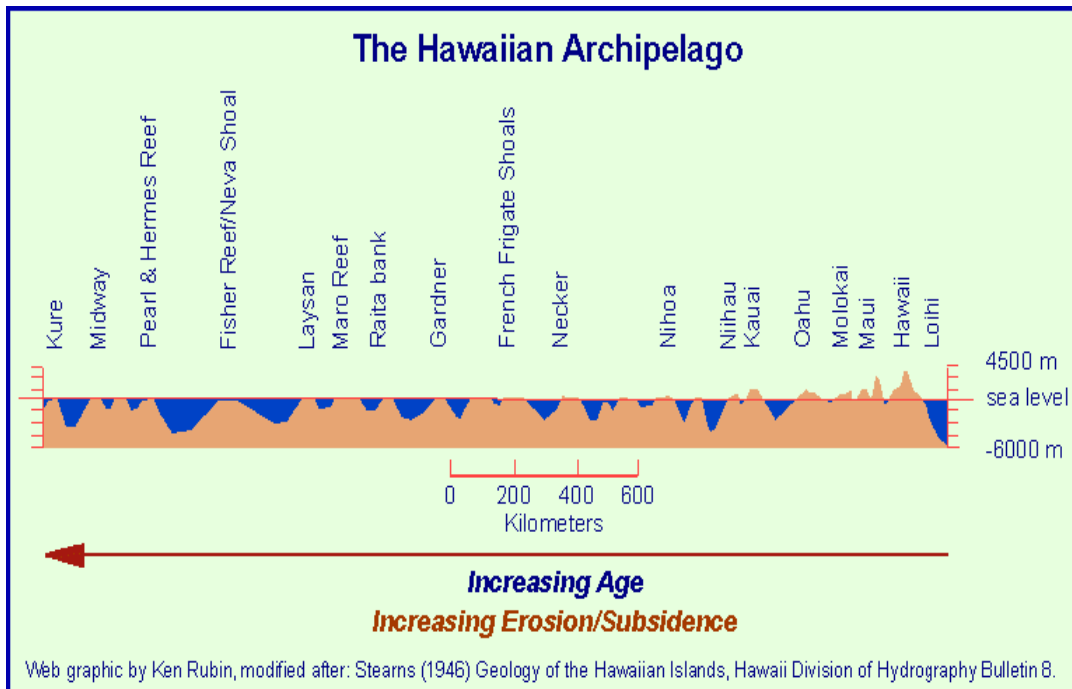 The Hawaiian Archipelago
Kure
Midway
Pearl & Hermes Reef
Fisher Reef/Neva Shoal
Laysan
Maro Reef
Raita bank
Gardner
French Frigate Shoals
Necker
Nihoa
Niihau
Kauai
Oahu
Molokai
Maui
Hawaii
Loihi
4500 m
sea level
-6000 m
0 200 400 600
Kilometers
Increasing Age
Increasing Erosion/Subsidence
Web graphic by Ken Rubin, modified after: Stearns (1946) Geology of the Hawaiian Islands, Hawaii Division of Hydrography Bulletin 8.